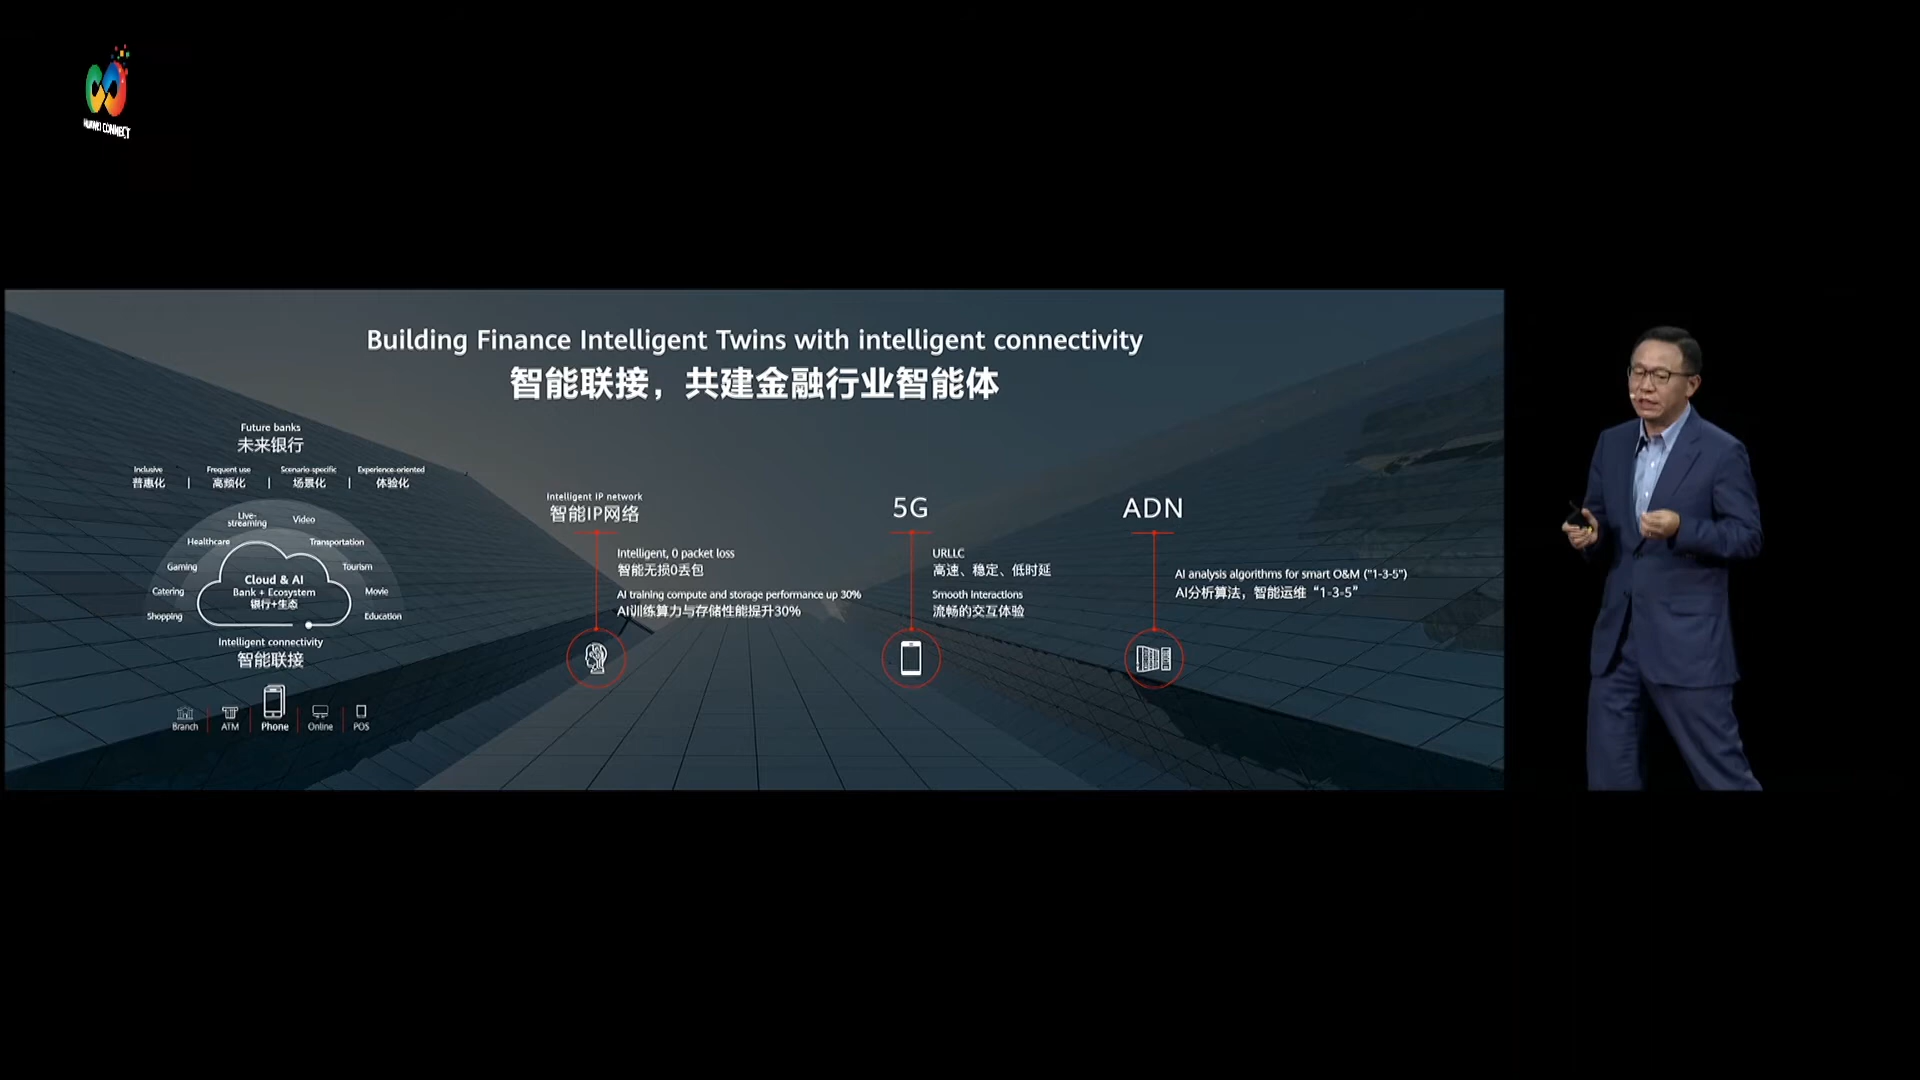 HUAWEI CONNECT
Building Finance Intelligent Twins with intelligent connectivity
智能联接，共建金融行业智能体
Future banks
未来银行
Inclusive
普惠化
|
Frequent use
高频化
|
Scenario-specific
场景化
|
Experience-oriented
体验化
Live-
streaming
Video
Healthcare
Transportation
Gaming
Tourism
Catering
Movie
Shopping
Education
Cloud & AI
Bank + Ecosystem
银行+生态
Intelligent connectivity
智能联接
Branch
ATM
Phone
Online
POS
Intelligent IP network
智能IP网络
Intelligent, 0 packet loss
智能无损0丢包
AI training compute and storage performance up 30%
AI训练算力与存储性能提升30%
5G
URLLC
高速、稳定、低时延
Smooth interactions
流畅的交互体验
ADN
AI analysis algorithms for smart O&M ("1-3-5")
AI分析算法，智能运维“1-3-5”